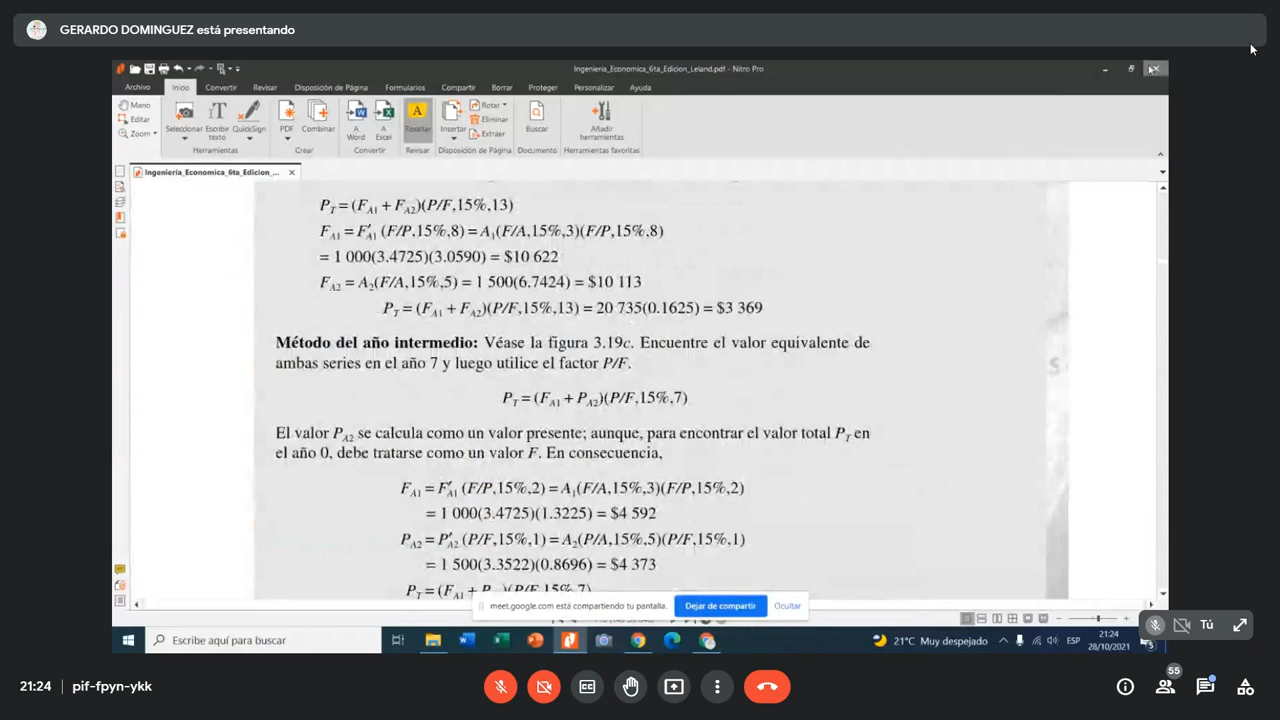 GERARDO DOMINGUEZ está presentando
Ingenieria_Economica_6ta_Edicion_Leland.pdf - Nitro Pro
Archivo Inicio Convertir Revisar Disposición de Página Formularios Compartir Borrar Protección Personalizar Ayuda
Mano
Editar
Zoom
Seleccionar
Escribir texto
QuickSign
Herramientas
PDF
Combinar
Crear
A Word
A Excel
Convertir
Resaltar
Revisar
Insertar
Rotar
Eliminar
Extraer
Disposición de Página
Buscar
Documento
Añadir herramientas
Herramientas favoritas
Ingenieria_Economica_6ta_Edicion_...
P_T = (F_A1 + F_A2)(P/F,15%,13)
F_A1 = F'_A1 (F/P,15%,8) = A_1(F/A,15%,3)(F/P,15%,8)
= 1 000(3.4725)(3.0590) = $10 622
F_A2 = A_2(F/A,15%,5) = 1 500(6.7424) = $10 113
P_T = (F_A1 + F_A2)(P/F,15%,13) = 20 735(0.1625) = $3 369
Método del año intermedio: Véase la figura 3.19c. Encuentre el valor equivalente de
ambas series en el año 7 y luego utilice el factor P/F.
P_T = (F_A1 + P_A2)(P/F,15%,7)
El valor P_A2 se calcula como un valor presente; aunque, para encontrar el valor total P_T en
el año 0, debe tratarse como un valor F. En consecuencia,
F_A1 = F'_A1 (F/P,15%,2) = A_1(F/A,15%,3)(F/P,15%,2)
= 1 000(3.4725)(1.3225) = $4 592
P_A2 = P'_A2 (P/F,15%,1) = A_2(P/A,15%,5)(P/F,15%,1)
= 1 500(3.3522)(0.8696) = $4 373
P_T = (F_A1 + P_A2)(P/F,15%,7)
meet.google.com está compartiendo tu pantalla. Dejar de compartir Ocultar
Tú
Escribe aquí para buscar
21°C Muy despejado
ESP
21:24
28/10/2021
5
21:24 | pif-fpyn-ykk
55